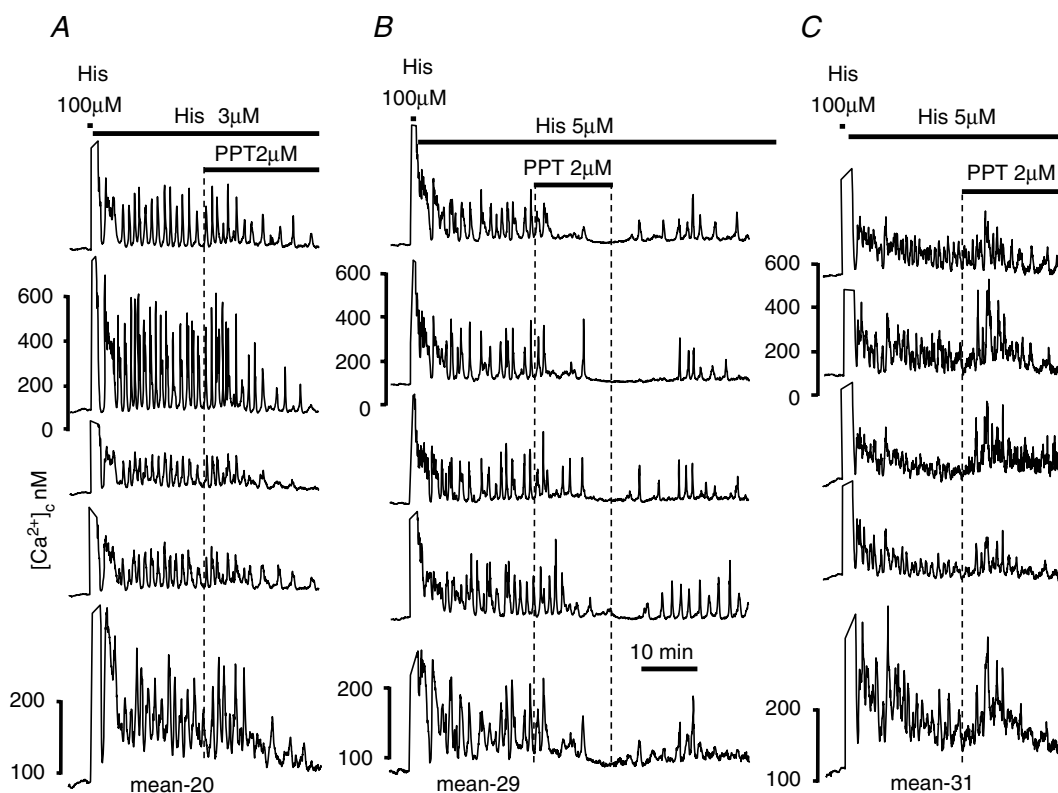 A
His
100μM
His 3μM
PPT2μM
600
400
200
0
[Ca²⁺]c nM
200
100
mean-20
B
His
100μM
His 5μM
PPT 2μM
600
400
200
0
10 min
200
100
mean-29
C
His
100μM
His 5μM
PPT 2μM
600
400
200
0
200
100
mean-31